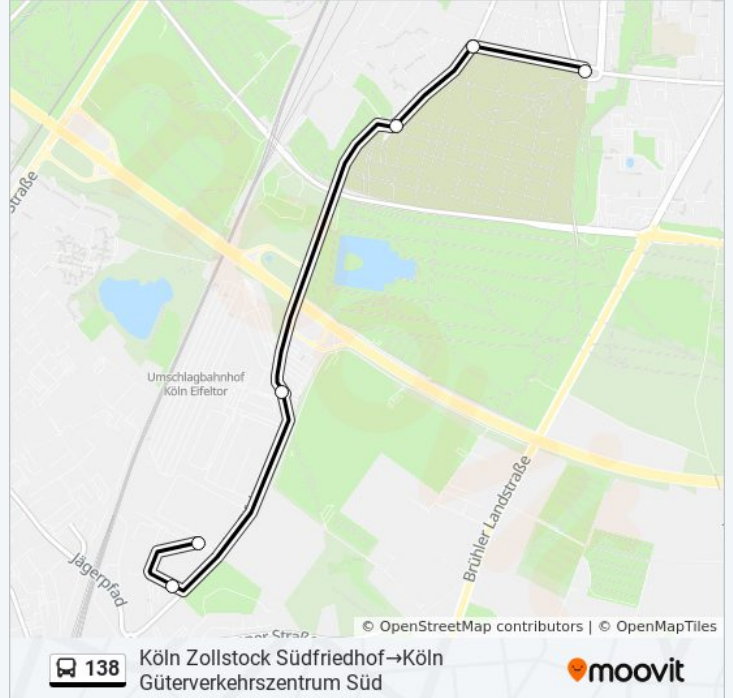 Straße
Umschlagbahnhof
Köln Eifeltor
Brühler Landstraße
Jägerpfad
© OpenStreetMap contributors | © OpenMapTiles
138
Köln Zollstock Südfriedhof→Köln
Güterverkehrszentrum Süd
moovit